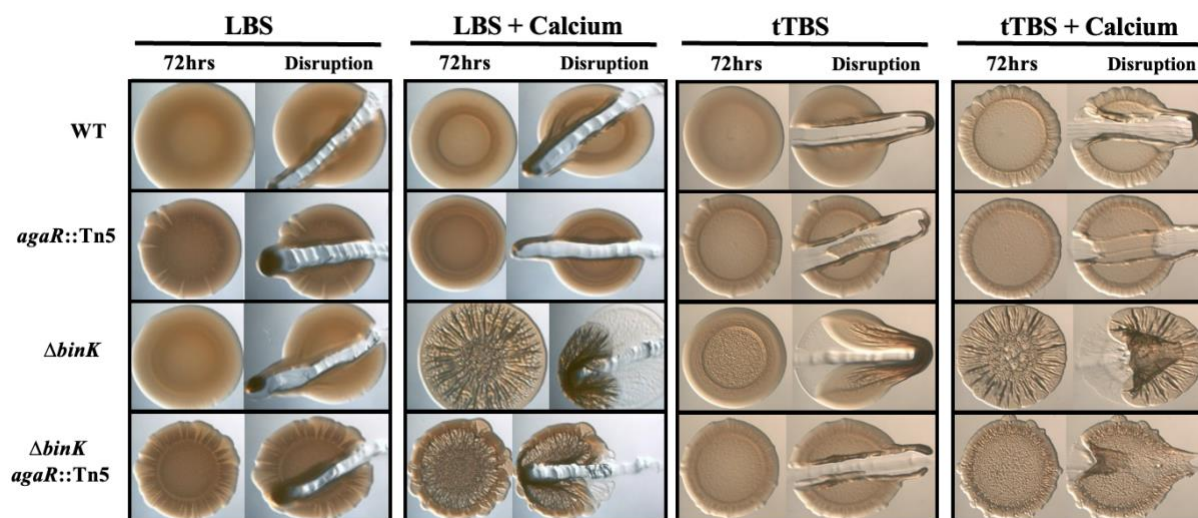 LBS LBS + Calcium tTBS tTBS + Calcium
72hrs Disruption 72hrs Disruption 72hrs Disruption 72hrs Disruption
WT
agaR::Tn5
ΔbinK
ΔbinK
agaR::Tn5